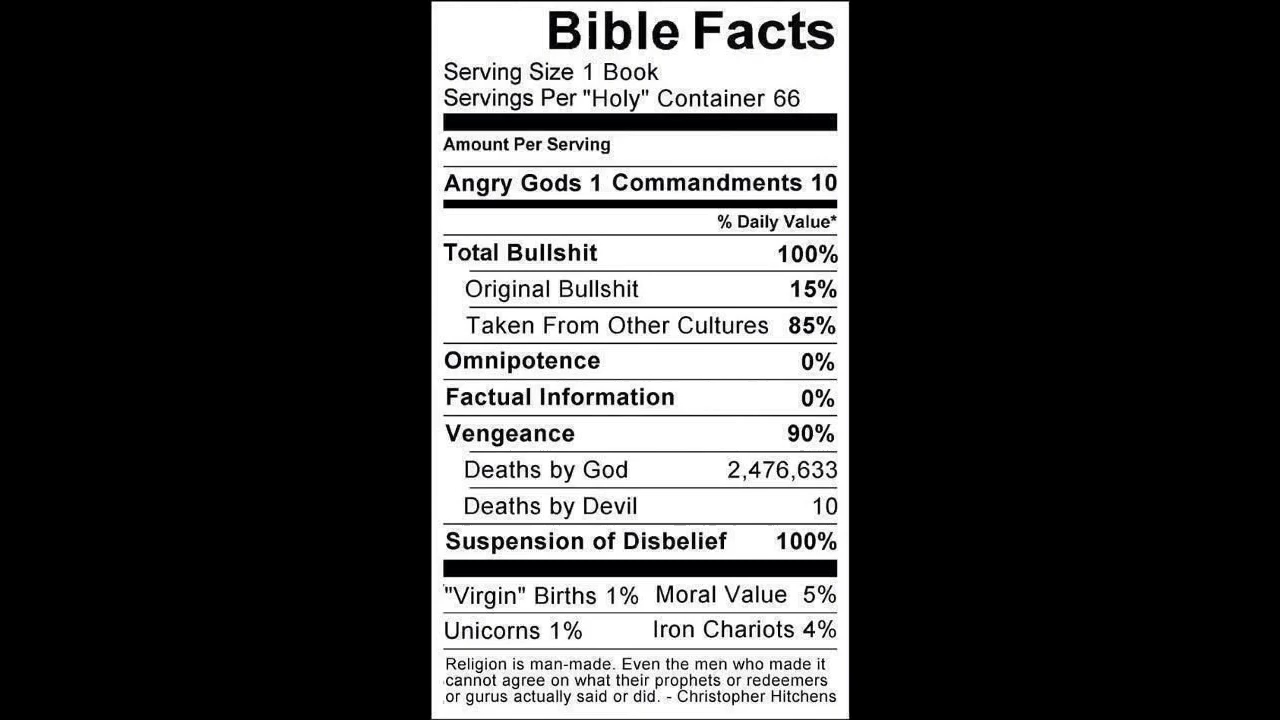 Bible Facts
Serving Size 1 Book
Servings Per "Holy" Container 66
Amount Per Serving
Angry Gods 1 Commandments 10
% Daily Value*
Total Bullshit 100%
Original Bullshit 15%
Taken From Other Cultures 85%
Omnipotence 0%
Factual Information 0%
Vengeance 90%
Deaths by God 2,476,633
Deaths by Devil 10
Suspension of Disbelief 100%
"Virgin" Births 1% Moral Value 5%
Unicorns 1% Iron Chariots 4%
Religion is man-made. Even the men who made it
cannot agree on what their prophets or redeemers
or gurus actually said or did. - Christopher Hitchens